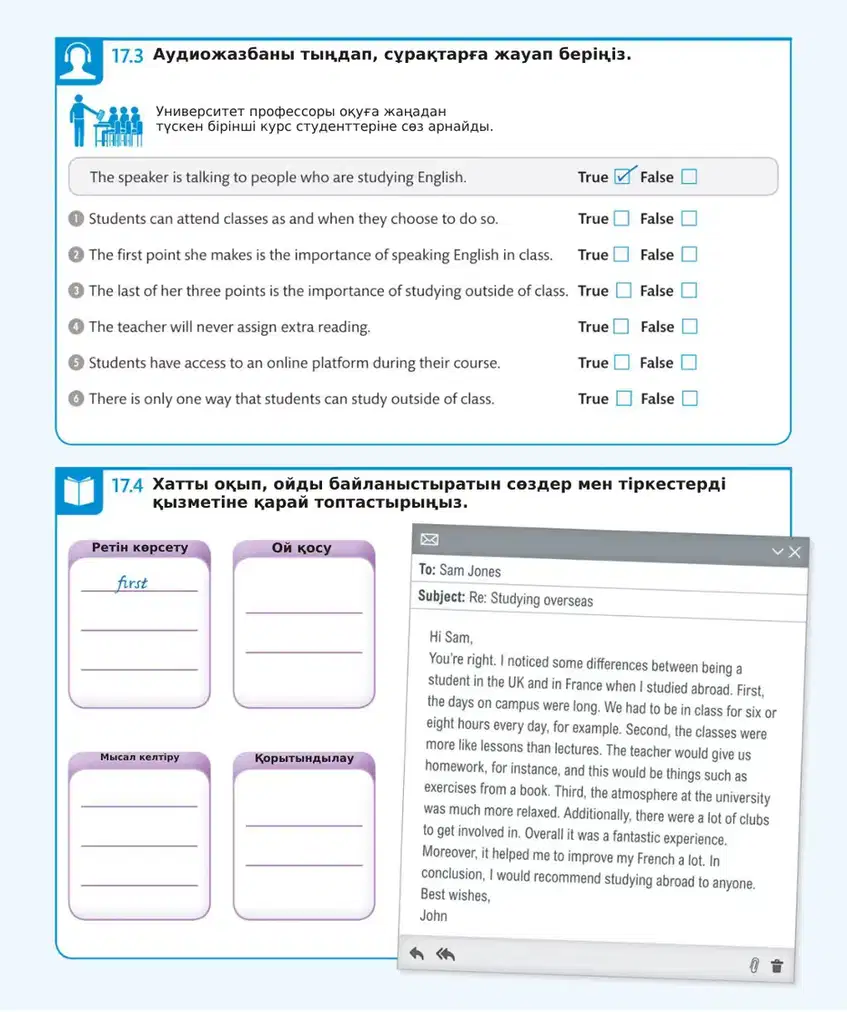 17.3 Аудиожазбаны тыңдап, сұрақтарға жауап беріңіз.
Университет профессоры оқуға жаңадан
түскен бірінші курс студенттеріне сөз арнайды.
The speaker is talking to people who are studying English. True False
1 Students can attend classes as and when they choose to do so. True False
2 The first point she makes is the importance of speaking English in class. True False
3 The last of her three points is the importance of studying outside of class. True False
4 The teacher will never assign extra reading. True False
5 Students have access to an online platform during their course. True False
6 There is only one way that students can study outside of class. True False
17.4 Хатты оқып, ойды байланыстыратын сөздер мен тіркестерді
қызметіне қарай топтастырыңыз.
Ретін көрсету
first
Ой қосу
Мысал келтіру
Қорытындылау
To: Sam Jones
Subject: Re: Studying overseas
Hi Sam,
You're right. I noticed some differences between being a
student in the UK and in France when I studied abroad. First,
the days on campus were long. We had to be in class for six or
eight hours every day, for example. Second, the classes were
more like lessons than lectures. The teacher would give us
homework, for instance, and this would be things such as
exercises from a book. Third, the atmosphere at the university
was much more relaxed. Additionally, there were a lot of clubs
to get involved in. Overall it was a fantastic experience.
Moreover, it helped me to improve my French a lot. In
conclusion, I would recommend studying abroad to anyone.
Best wishes,
John